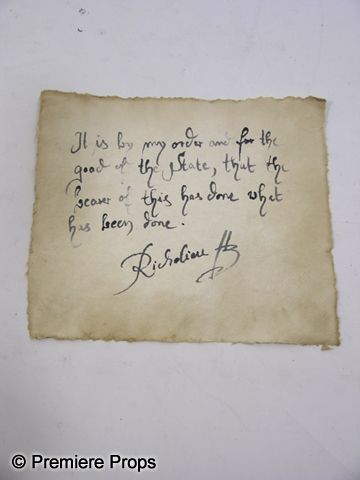 It is by my order and for the
good of the State, that the
bearer of this has done what
has been done.
Richelieu
© Premiere Props